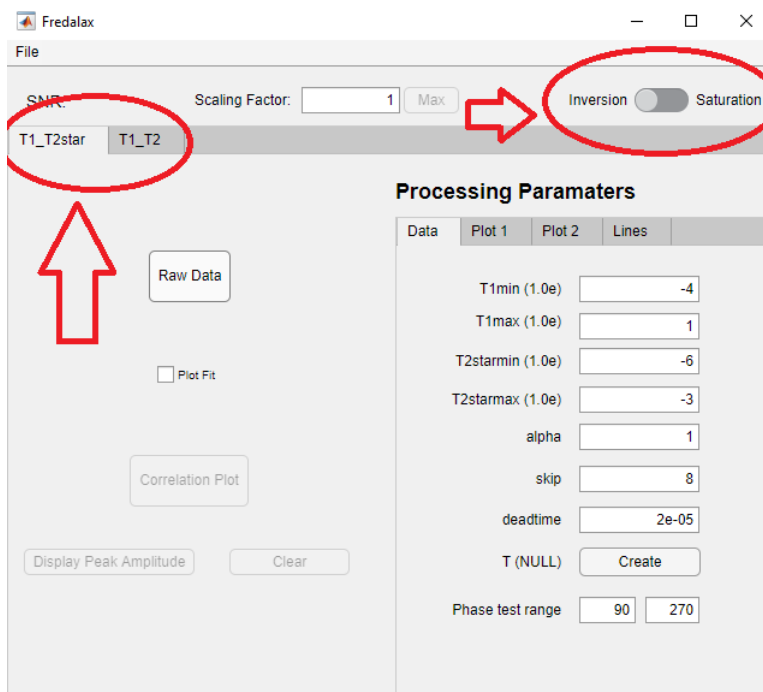 Fredalax
File
SNR:
Scaling Factor: 1 Max
Inversion Saturation
T1_T2star T1_T2
Processing Paramaters
Data Plot 1 Plot 2 Lines
Raw Data
T1min (1.0e) -4
T1max (1.0e) 1
T2starmin (1.0e) -6
Plot Fit
T2starmax (1.0e) -3
alpha 1
Correlation Plot
skip 8
deadtime 2e-05
Display Peak Amplitude Clear
T (NULL) Create
Phase test range 90 270